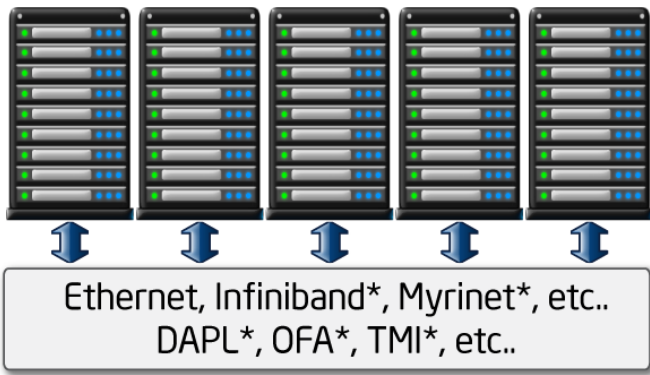 Ethernet, Infiniband*, Myrinet*, etc..
DAPL*, OFA*, TMI*, etc..